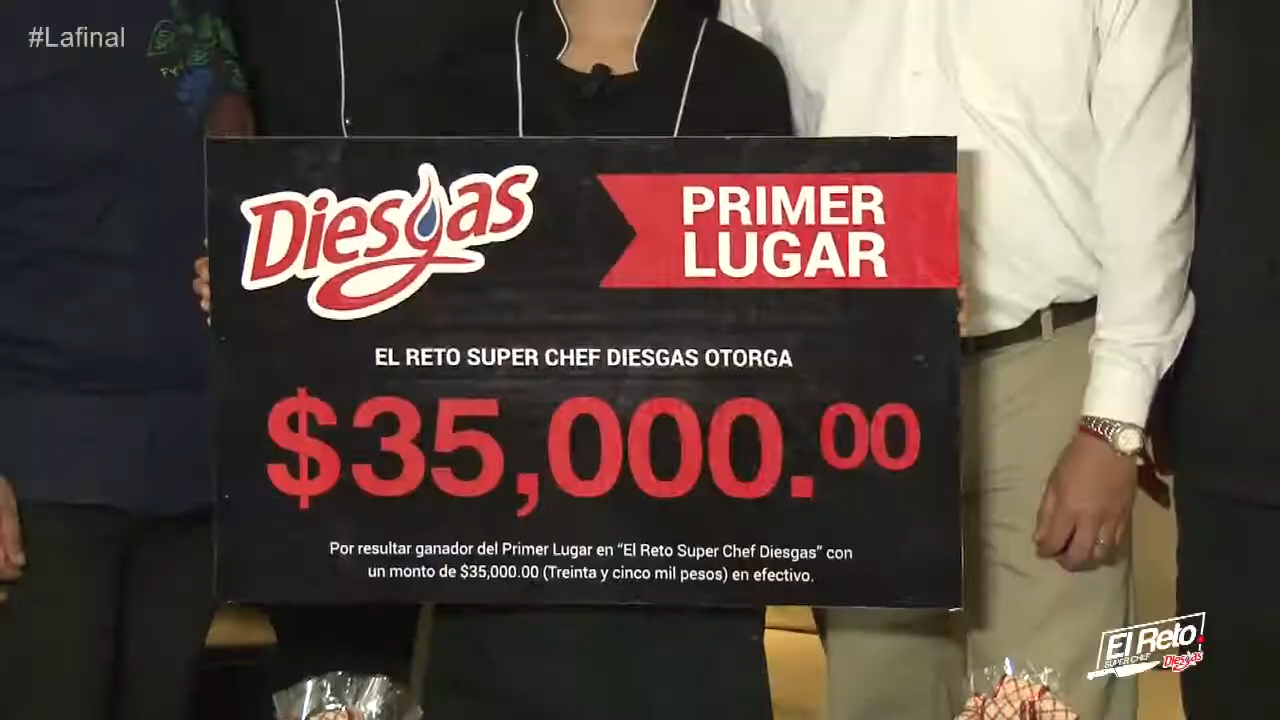 #Lafinal
Diesgas
PRIMER
LUGAR
EL RETO SUPER CHEF DIESGAS OTORGA
$35,000.00
Por resultar ganador del Primer Lugar en “El Reto Super Chef Diesgas” con
un monto de $35,000.00 (Treinta y cinco mil pesos) en efectivo.
El Reto
SUPER CHEF
Diesgas